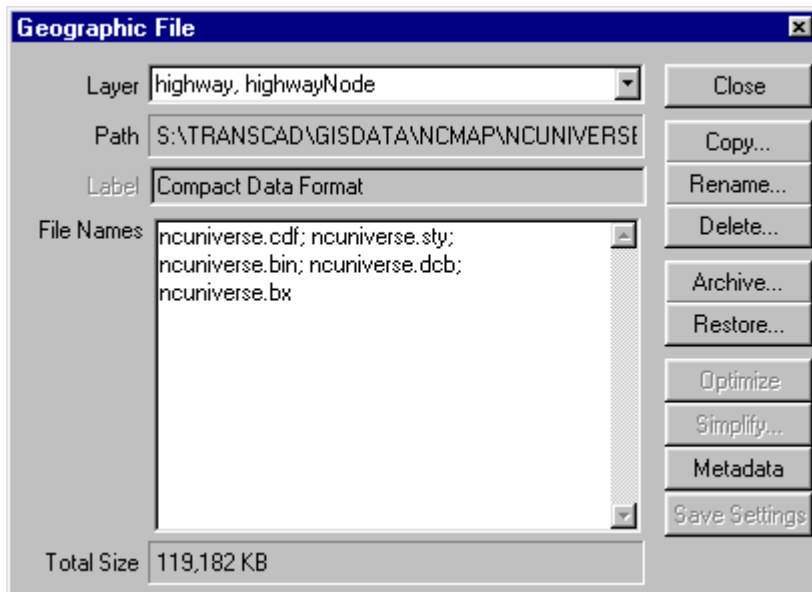 Geographic File
Layer highway, highwayNode Close
Path S:\TRANSCAD\GISDATA\NCMAP\NCUNIVERSE Copy...
Label Compact Data Format Rename...
File Names ncuniverse.cdf; ncuniverse.sty; Delete...
ncuniverse.bin; ncuniverse.dcb; Archive...
ncuniverse.bx Restore...
Optimize
Simplify...
Metadata
Save Settings
Total Size 119,182 KB